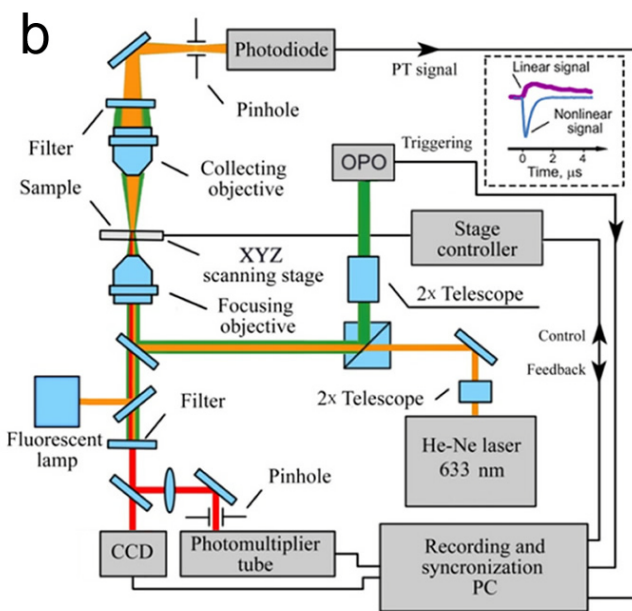 b
Photodiode
PT signal
Pinhole
Linear signal
Nonlinear
signal
0 2 4
Time, μs
Filter
Collecting
objective
Sample
OPO
Triggering
XYZ
scanning stage
Stage
controller
Focusing
objective
2x Telescope
Control
Feedback
2x Telescope
Fluorescent
lamp
Filter
He-Ne laser
633 nm
Pinhole
CCD
Photomultiplier
tube
Recording and
syncronization
PC